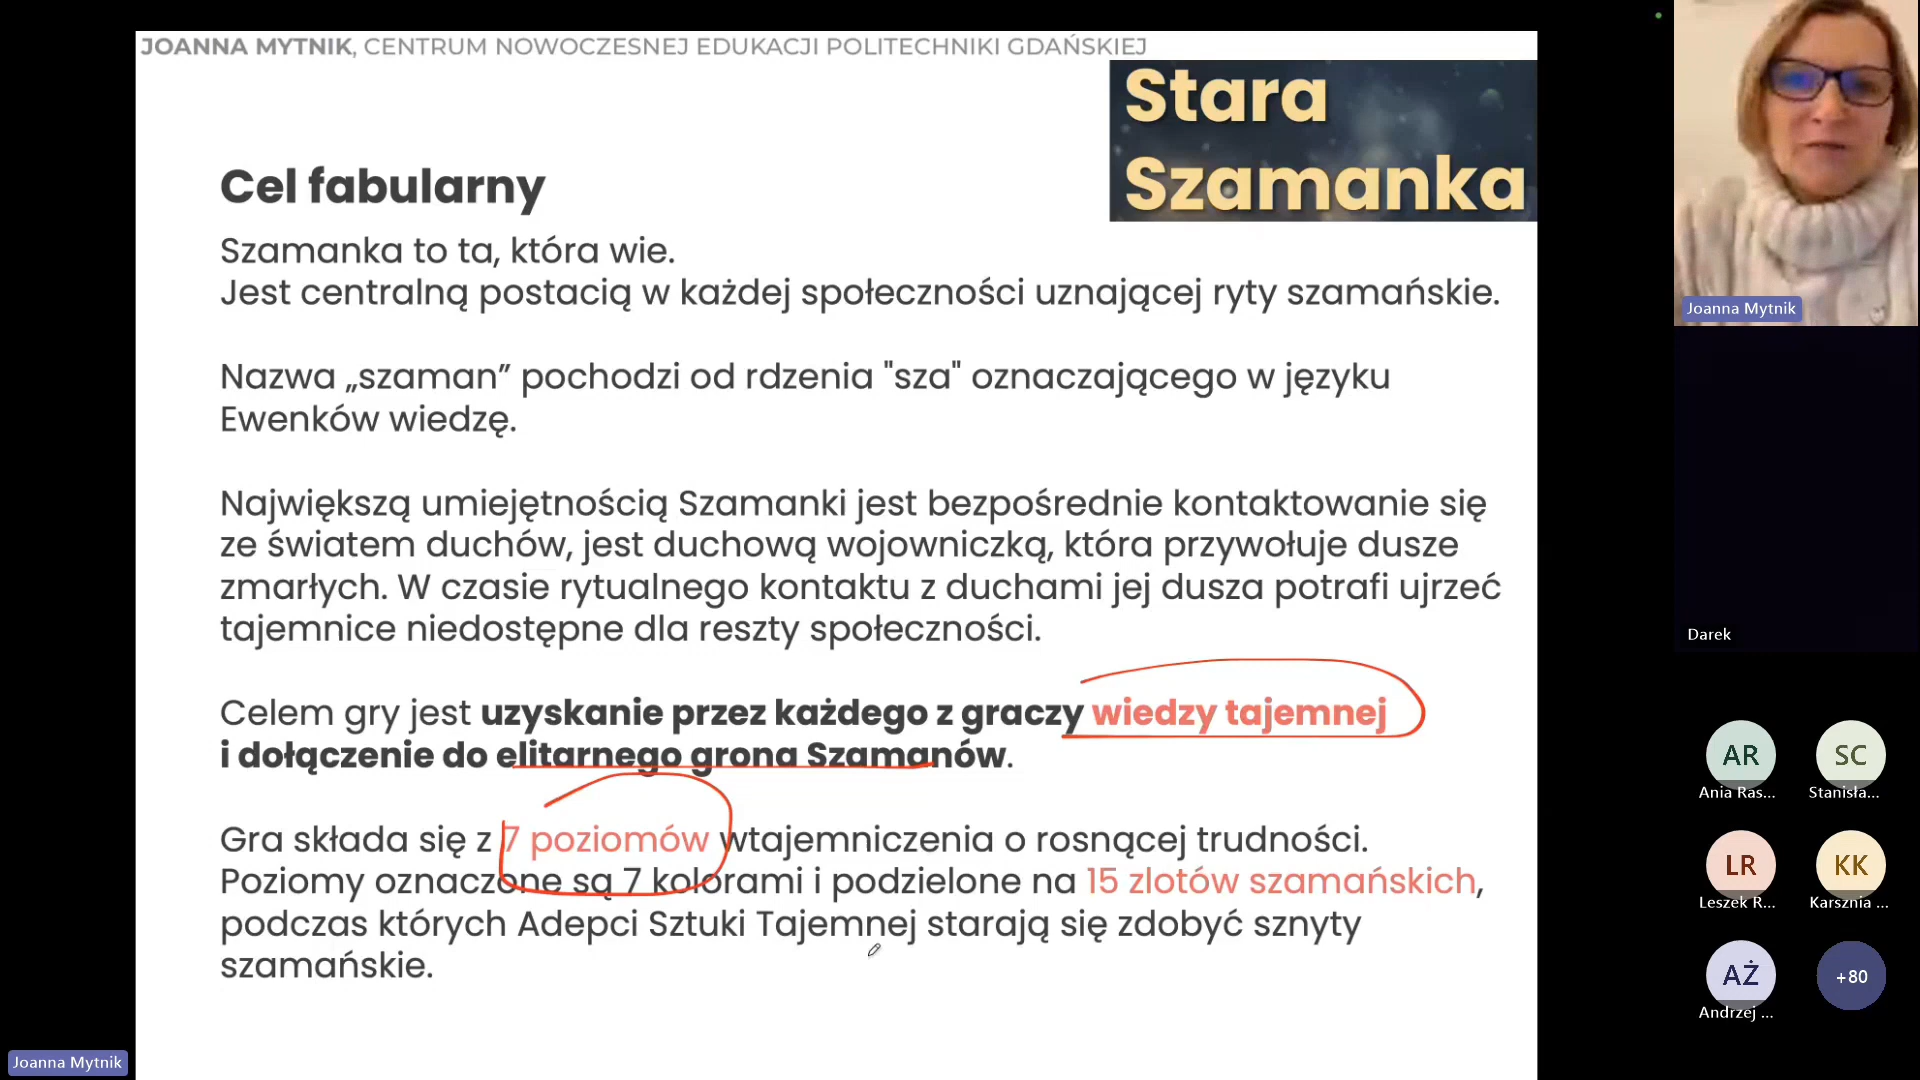 JOANNA MYTNIK, CENTRUM NOWOCZESNEJ EDUKACJI POLITECHNIKI GDAŃSKIEJ
Stara
Szamanka
Cel fabularny
Szamanka to ta, która wie.
Jest centralną postacią w każdej społeczności uznającej ryty szamańskie.
Nazwa „szaman” pochodzi od rdzenia "sza" oznaczającego w języku
Ewenków wiedzę.
Największą umiejętnością Szamanki jest bezpośrednie kontaktowanie się
ze światem duchów, jest duchową wojowniczką, która przywołuje dusze
zmarłych. W czasie rytualnego kontaktu z duchami jej dusza potrafi ujrzeć
tajemnice niedostępne dla reszty społeczności.
Celem gry jest uzyskanie przez każdego z graczy wiedzy tajemnej
i dołączenie do elitarnego grona Szamanów.
Gra składa się z 7 poziomów wtajemniczenia o rosnącej trudności.
Poziomy oznaczone są 7 kolorami i podzielone na 15 zlotów szamańskich,
podczas których Adepci Sztuki Tajemnej starają się zdobyć sznyty
szamańskie.
Joanna Mytnik
Joanna Mytnik
Darek
AR
Ania Ras...
SC
Stanisła...
LR
Leszek R...
KK
Karsznia ...
AŻ
Andrzej ...
+80